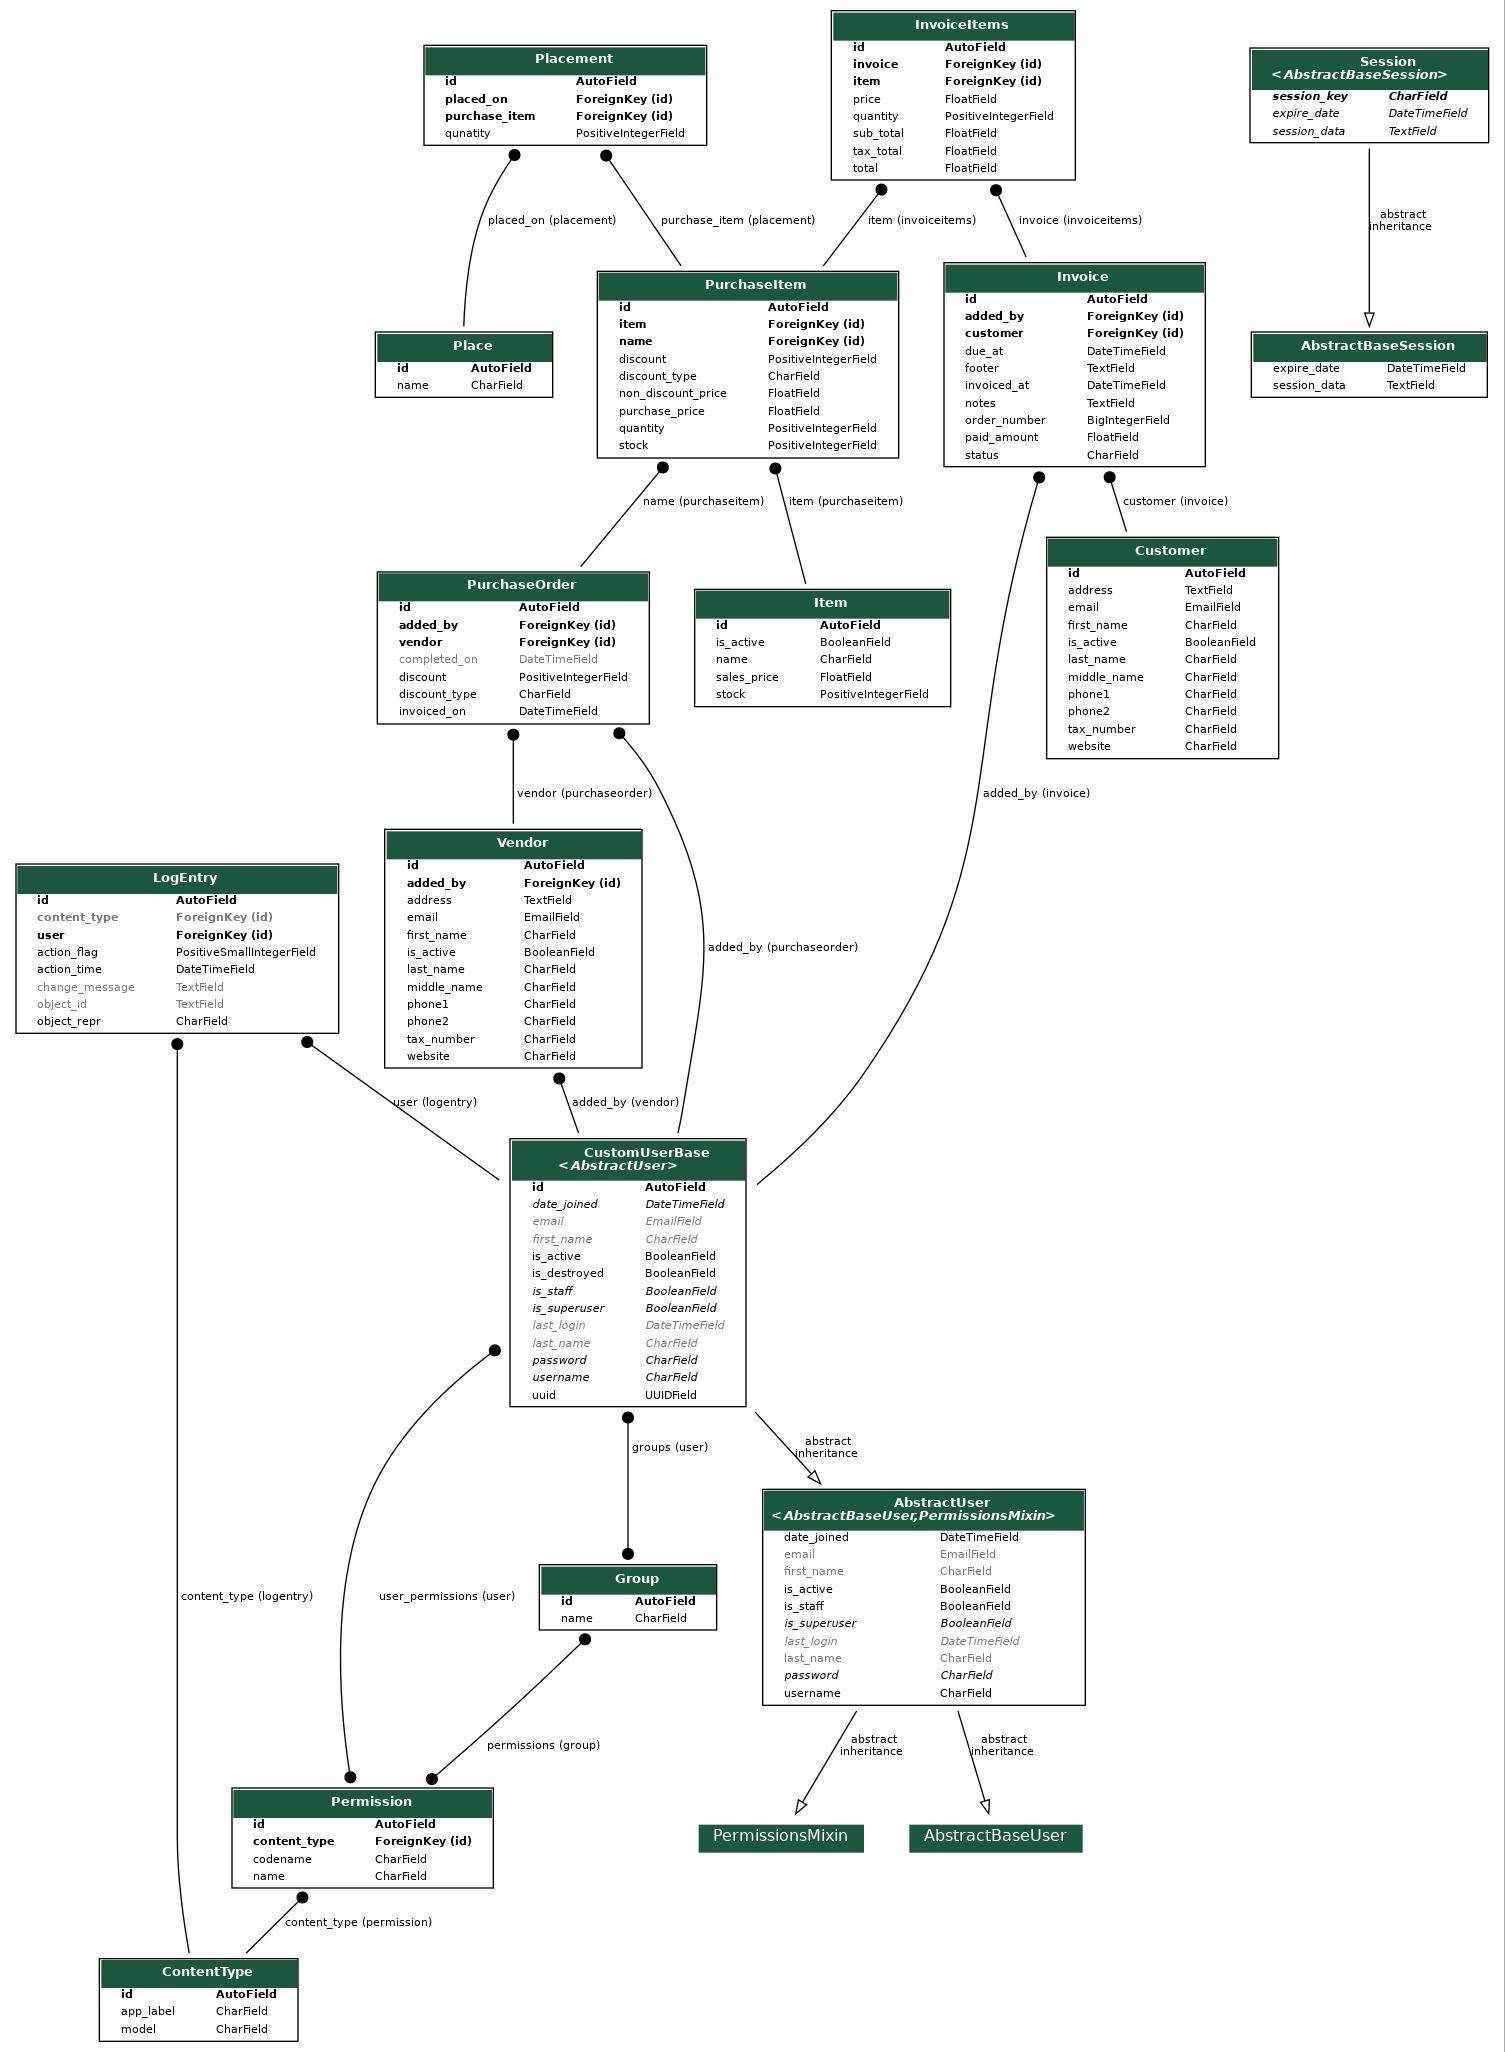 InvoiceItems
id AutoField
invoice ForeignKey (id)
item ForeignKey (id)
price FloatField
quantity PositiveIntegerField
sub_total FloatField
tax_total FloatField
total FloatField
Placement
id AutoField
placed_on ForeignKey (id)
purchase_item ForeignKey (id)
qunatity PositiveIntegerField
Session
<AbstractBaseSession>
session_key CharField
expire_date DateTimeField
session_data TextField
placed_on (placement)
purchase_item (placement)
item (invoiceitems)
invoice (invoiceitems)
abstract
inheritance
PurchaseItem
id AutoField
item ForeignKey (id)
name ForeignKey (id)
discount PositiveIntegerField
discount_type CharField
non_discount_price FloatField
purchase_price FloatField
quantity PositiveIntegerField
stock PositiveIntegerField
Invoice
id AutoField
added_by ForeignKey (id)
customer ForeignKey (id)
due_at DateTimeField
footer TextField
invoiced_at DateTimeField
notes TextField
order_number BigIntegerField
paid_amount FloatField
status CharField
Place
id AutoField
name CharField
AbstractBaseSession
expire_date DateTimeField
session_data TextField
name (purchaseitem)
item (purchaseitem)
customer (invoice)
PurchaseOrder
id AutoField
added_by ForeignKey (id)
vendor ForeignKey (id)
completed_on DateTimeField
discount PositiveIntegerField
discount_type CharField
invoiced_on DateTimeField
Item
id AutoField
is_active BooleanField
name CharField
sales_price FloatField
stock PositiveIntegerField
Customer
id AutoField
address TextField
email EmailField
first_name CharField
is_active BooleanField
last_name CharField
middle_name CharField
phone1 CharField
phone2 CharField
tax_number CharField
website CharField
vendor (purchaseorder)
added_by (invoice)
Vendor
id AutoField
added_by ForeignKey (id)
address TextField
email EmailField
first_name CharField
is_active BooleanField
last_name CharField
middle_name CharField
phone1 CharField
phone2 CharField
tax_number CharField
website CharField
LogEntry
id AutoField
content_type ForeignKey (id)
user ForeignKey (id)
action_flag PositiveSmallIntegerField
action_time DateTimeField
change_message TextField
object_id TextField
object_repr CharField
added_by (purchaseorder)
user (logentry)
added_by (vendor)
CustomUserBase
<AbstractUser>
id AutoField
date_joined DateTimeField
email EmailField
first_name CharField
is_active BooleanField
is_destroyed BooleanField
is_staff BooleanField
is_superuser BooleanField
last_login DateTimeField
last_name CharField
password CharField
username CharField
uuid UUIDField
groups (user)
abstract
inheritance
AbstractUser
<AbstractBaseUser,PermissionsMixin>
date_joined DateTimeField
email EmailField
first_name CharField
is_active BooleanField
is_staff BooleanField
is_superuser BooleanField
last_login DateTimeField
last_name CharField
password CharField
username CharField
Group
id AutoField
name CharField
content_type (logentry)
user_permissions (user)
permissions (group)
abstract
inheritance
abstract
inheritance
Permission
id AutoField
content_type ForeignKey (id)
codename CharField
name CharField
PermissionsMixin
AbstractBaseUser
content_type (permission)
ContentType
id AutoField
app_label CharField
model CharField